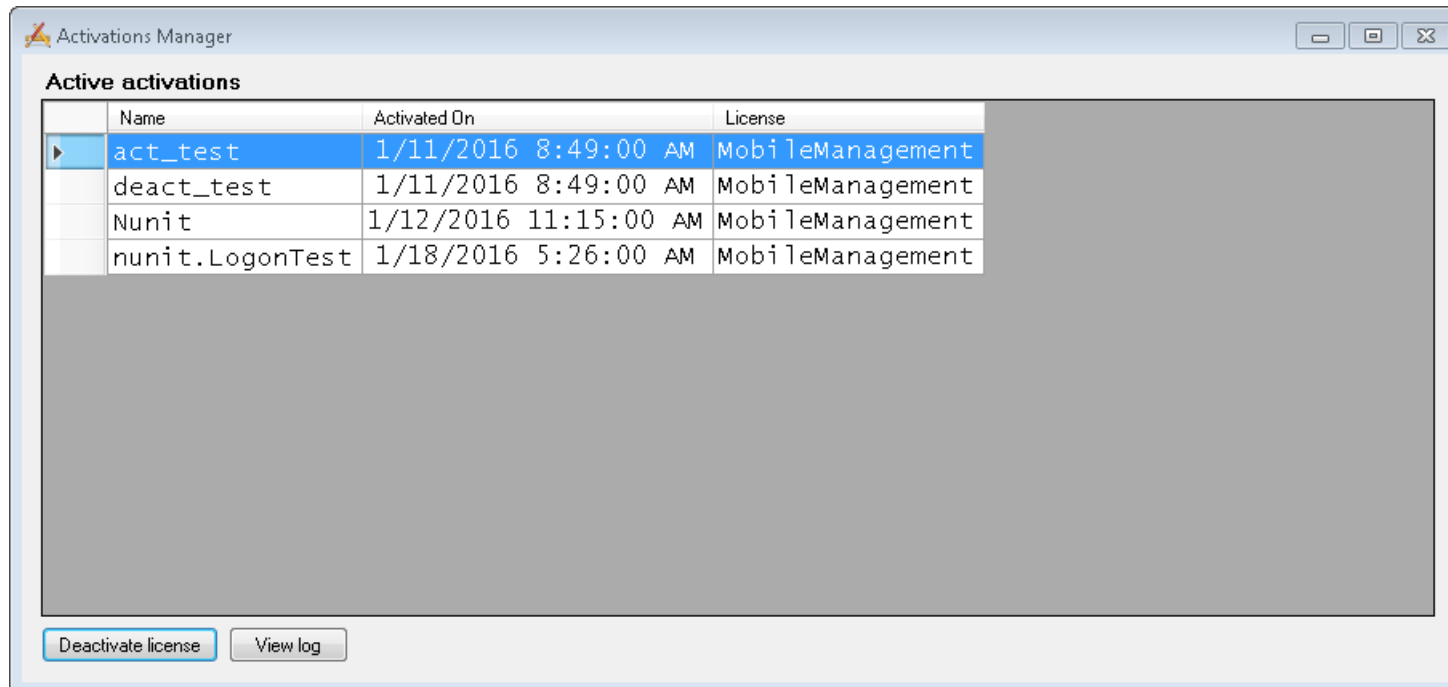 Activations Manager
Active activations
Name Activated On License
act_test 1/11/2016 8:49:00 AM MobileManagement
deact_test 1/11/2016 8:49:00 AM MobileManagement
Nunit 1/12/2016 11:15:00 AM MobileManagement
nunit.LogonTest 1/18/2016 5:26:00 AM MobileManagement
Deactivate license View log